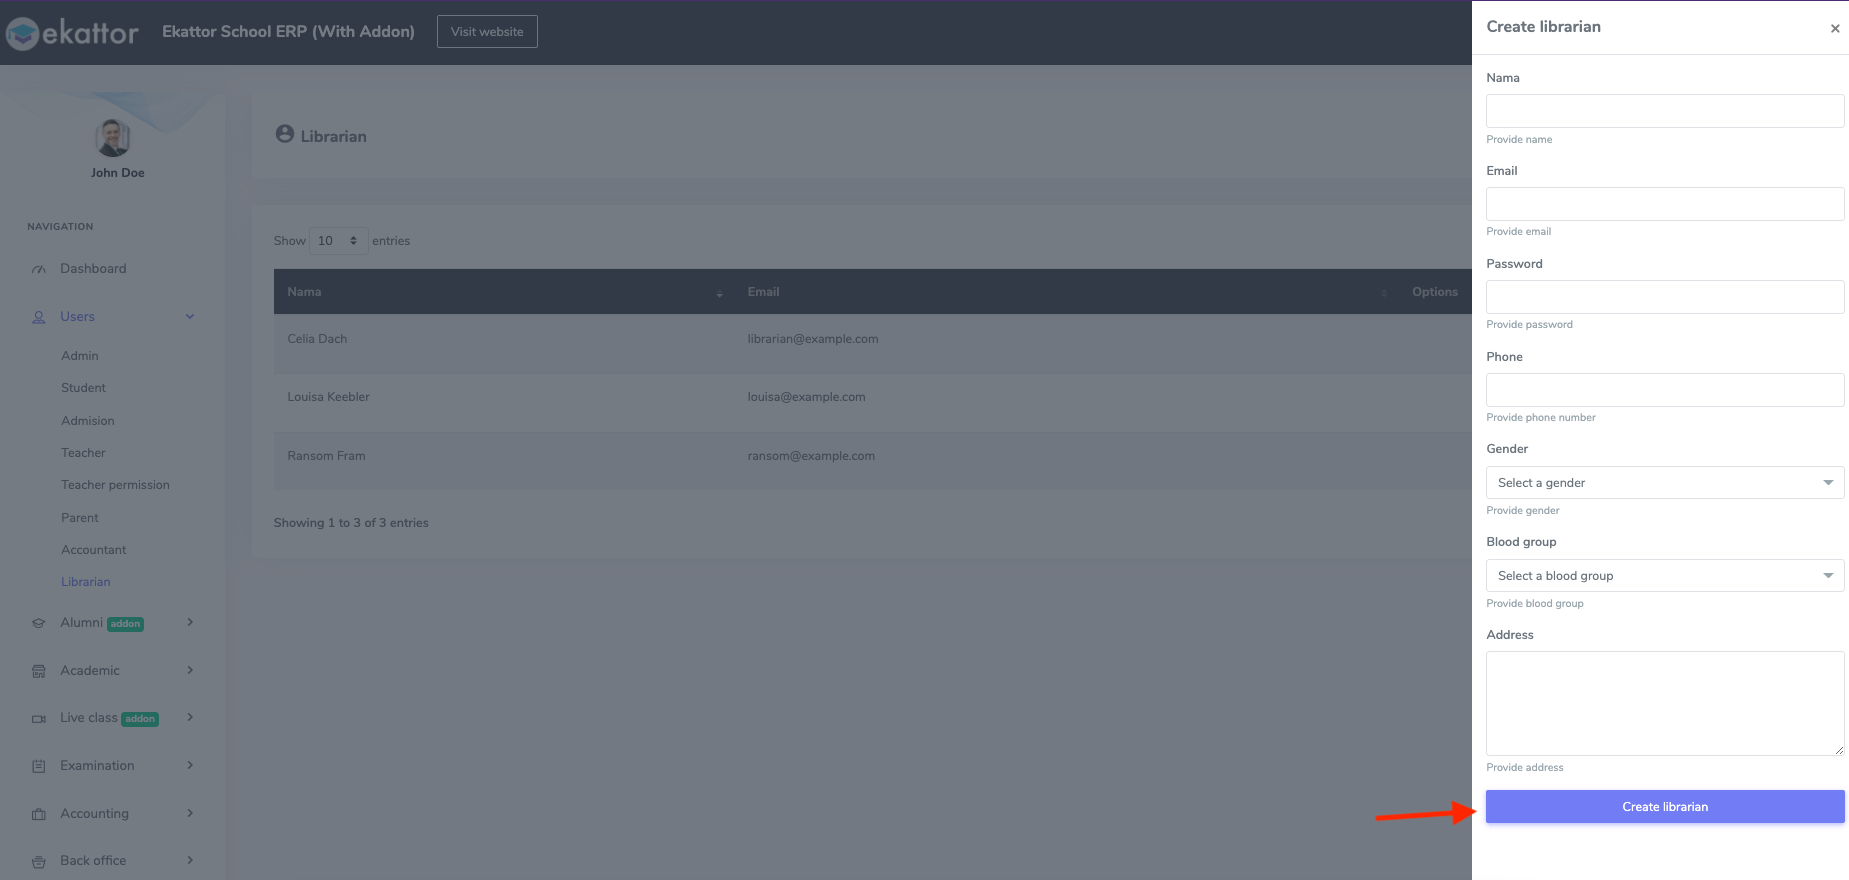 ekattor
Ekattor School ERP (With Addon)
Visit website
John Doe
NAVIGATION
Dashboard
Users
Admin
Student
Admision
Teacher
Teacher permission
Parent
Accountant
Librarian
Alumni addon
Academic
Live class addon
Examination
Accounting
Back office
Librarian
Show 10 entries
Nama Email Options
Celia Dach librarian@example.com
Louisa Keebler louisa@example.com
Ransom Fram ransom@example.com
Showing 1 to 3 of 3 entries
Create librarian ×
Nama
Provide name
Email
Provide email
Password
Provide password
Phone
Provide phone number
Gender
Select a gender
Provide gender
Blood group
Select a blood group
Provide blood group
Address
Provide address
Create librarian